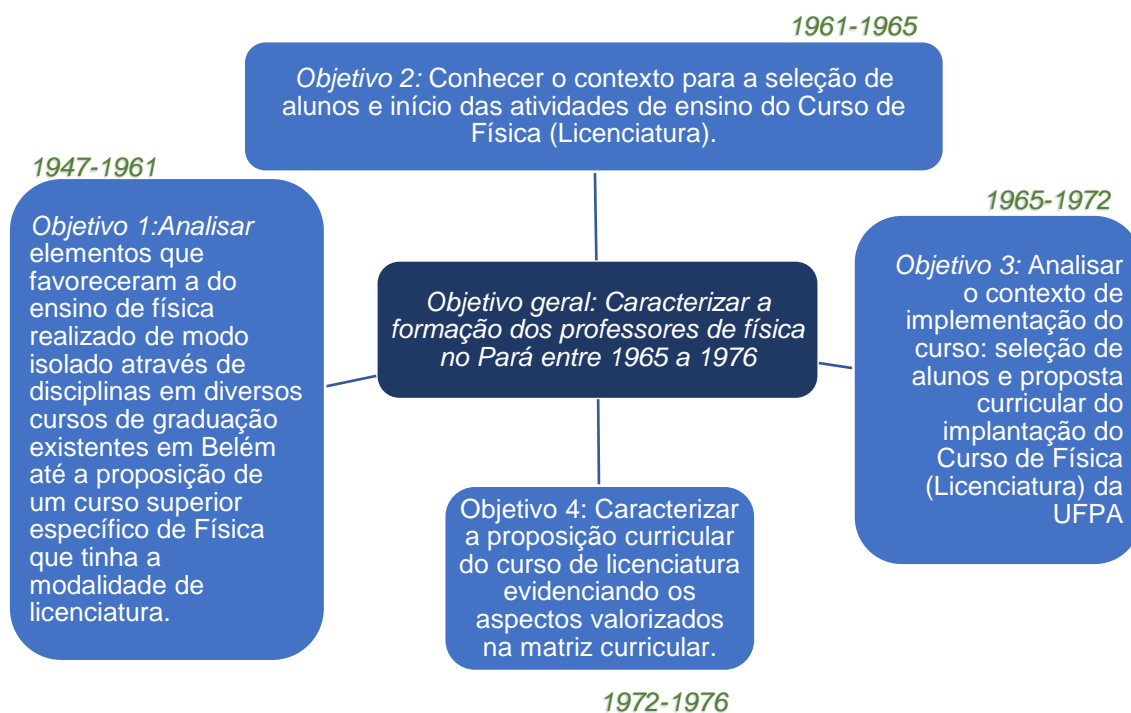 1961-1965
Objetivo 2: Conhecer o contexto para a seleção de
alunos e início das atividades de ensino do Curso de
Física (Licenciatura).
1947-1961
Objetivo 1:Analisar
elementos que
favoreceram a do
ensino de física
realizado de modo
isolado através de
disciplinas em diversos
cursos de graduação
existentes em Belém
até a proposição de
um curso superior
específico de Física
que tinha a
modalidade de
licenciatura.
Objetivo geral: Caracterizar a
formação dos professores de física
no Pará entre 1965 a 1976
1965-1972
Objetivo 3: Analisar
o contexto de
implementação do
curso: seleção de
alunos e proposta
curricular do
implantação do
Curso de Física
(Licenciatura) da
UFPA
Objetivo 4: Caracterizar
a proposição curricular
do curso de licenciatura
evidenciando os
aspectos valorizados
na matriz curricular.
1972-1976